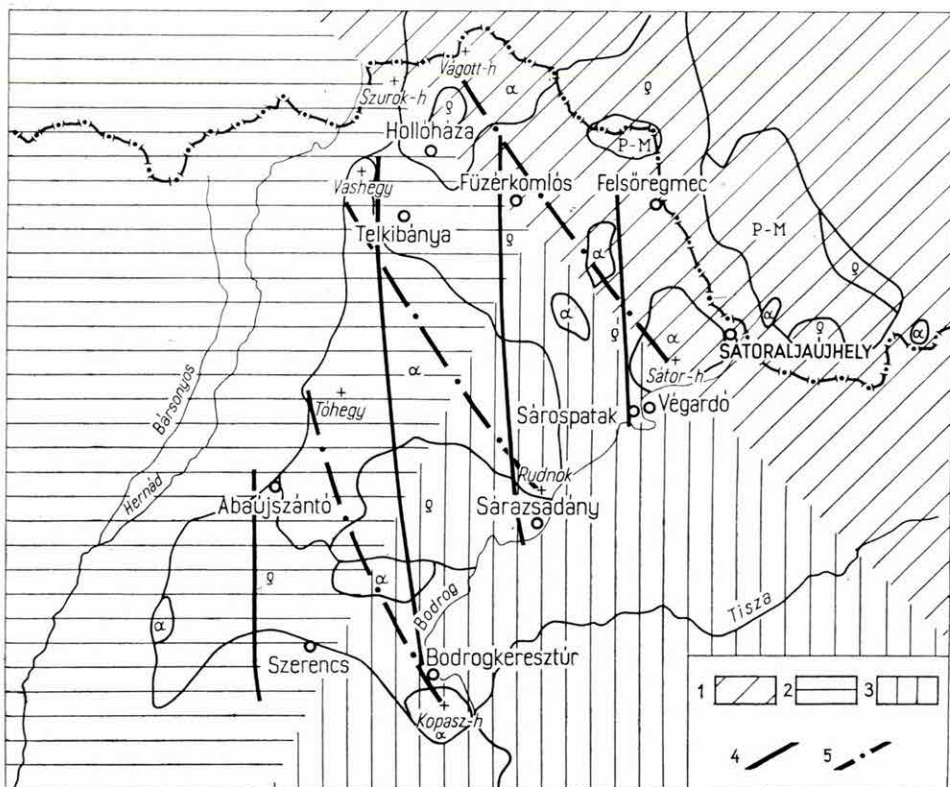 Vágott-h
Szurok-h
α
ƍ
ƍ
Hollóháza
P-M
Vashegy
Füzérkomlós
Felsőregmec
Telkibánya
ƍ
P-M
α
ƍ
α
α
ƍ
α
α
ƍ
α
SÁTORALJAÚJHELY
Sátor-h
Bársonyos
Tóhegy
Sárospatak
Végardó
Hernád
Rudnok
Abaújszántó
ƍ
Sárazsadány
ƍ
α
Bodrog
Tisza
α
Szerencs
Bodrogkeresztúr
Kopasz-h
α
1 2 3
4 5